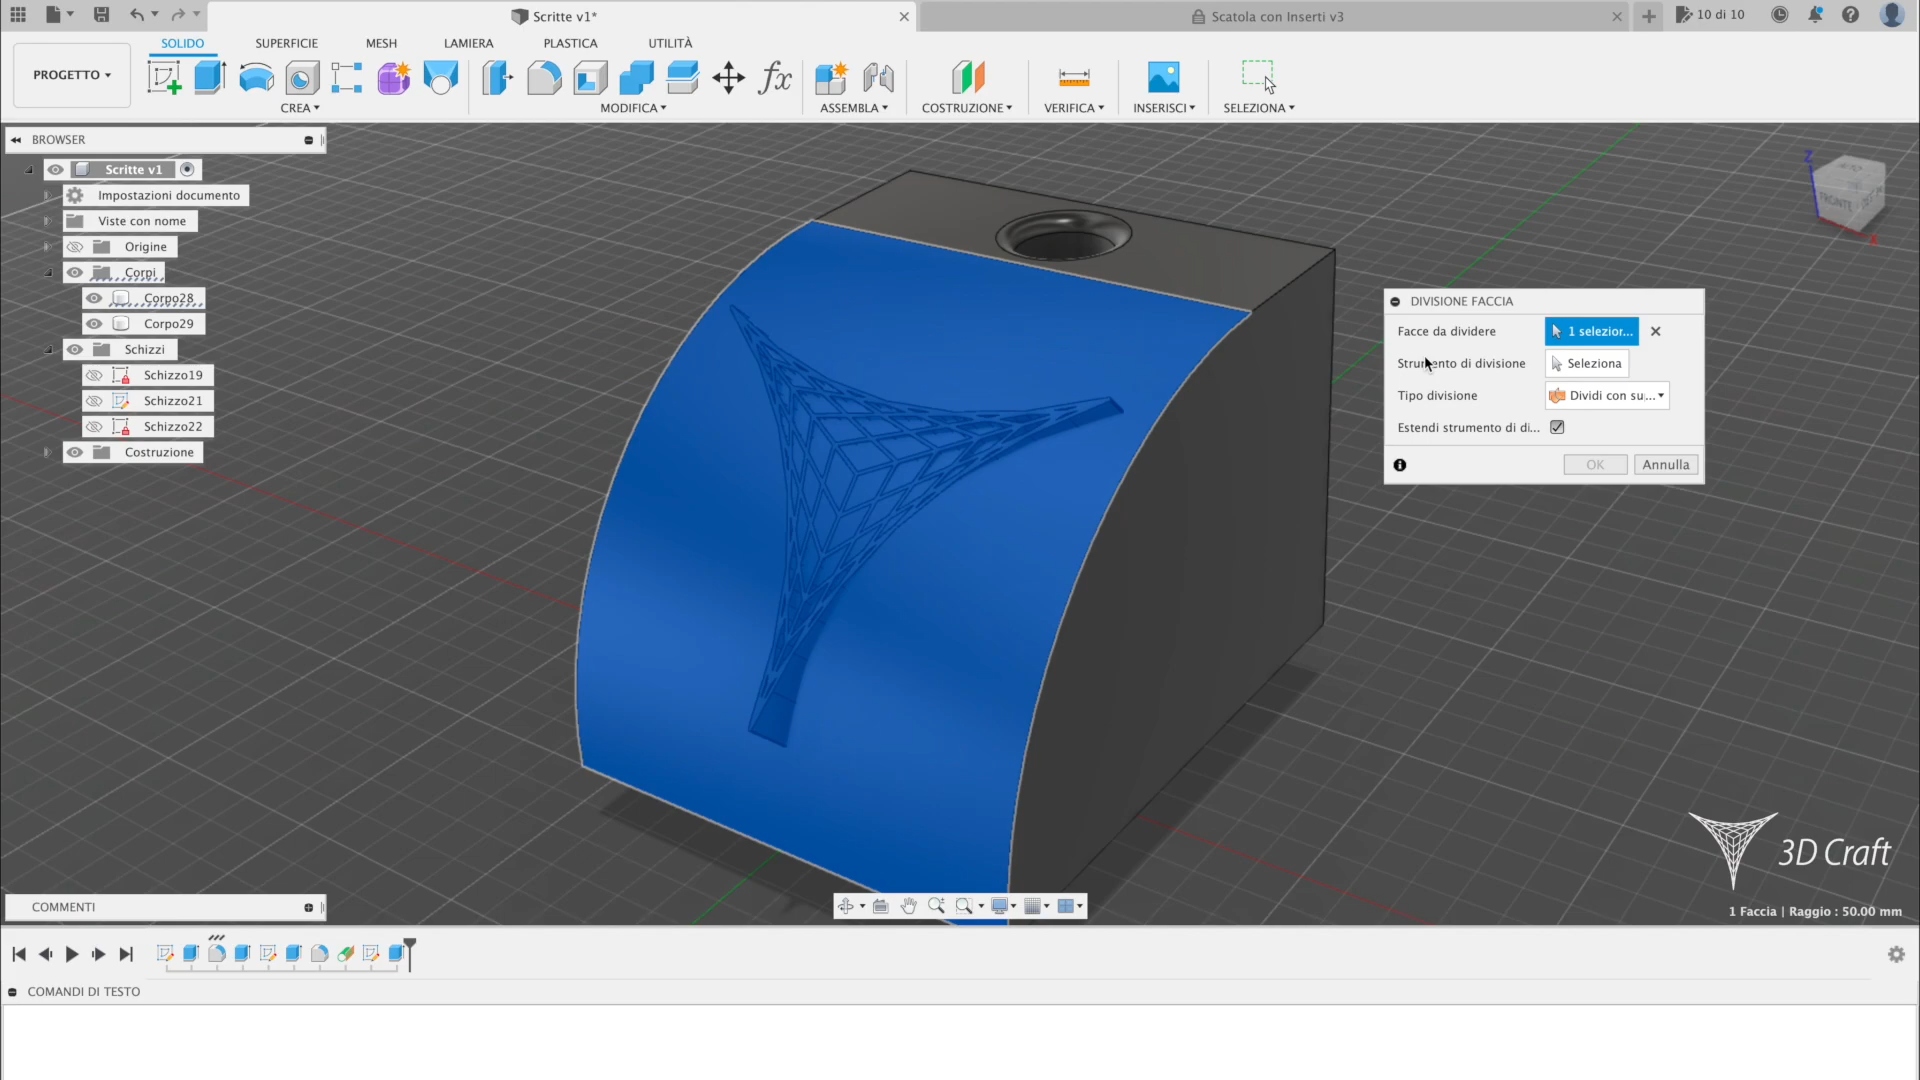 Scritte v1*
Scatola con Inserti v3
10 di 10
PROGETTO
SOLIDO
SUPERFICIE
MESH
LAMIERA
PLASTICA
UTILITÀ
fx
CREA
MODIFICA
ASSEMBLA
COSTRUZIONE
VERIFICA
INSERISCI
SELEZIONA
BROWSER
Scritte v1
Impostazioni documento
Viste con nome
Origine
Corpi
Corpo28
Corpo29
Schizzi
Schizzo19
Schizzo21
Schizzo22
Costruzione
Z
FRONTE
X
DIVISIONE FACCIA
Facce da dividere
1 selezior...
Strumento di divisione
Seleziona
Tipo divisione
Dividi con su...
Estendi strumento di di...
OK
Annulla
3D Craft
1 Faccia | Raggio : 50.00 mm
COMMENTI
COMANDI DI TESTO